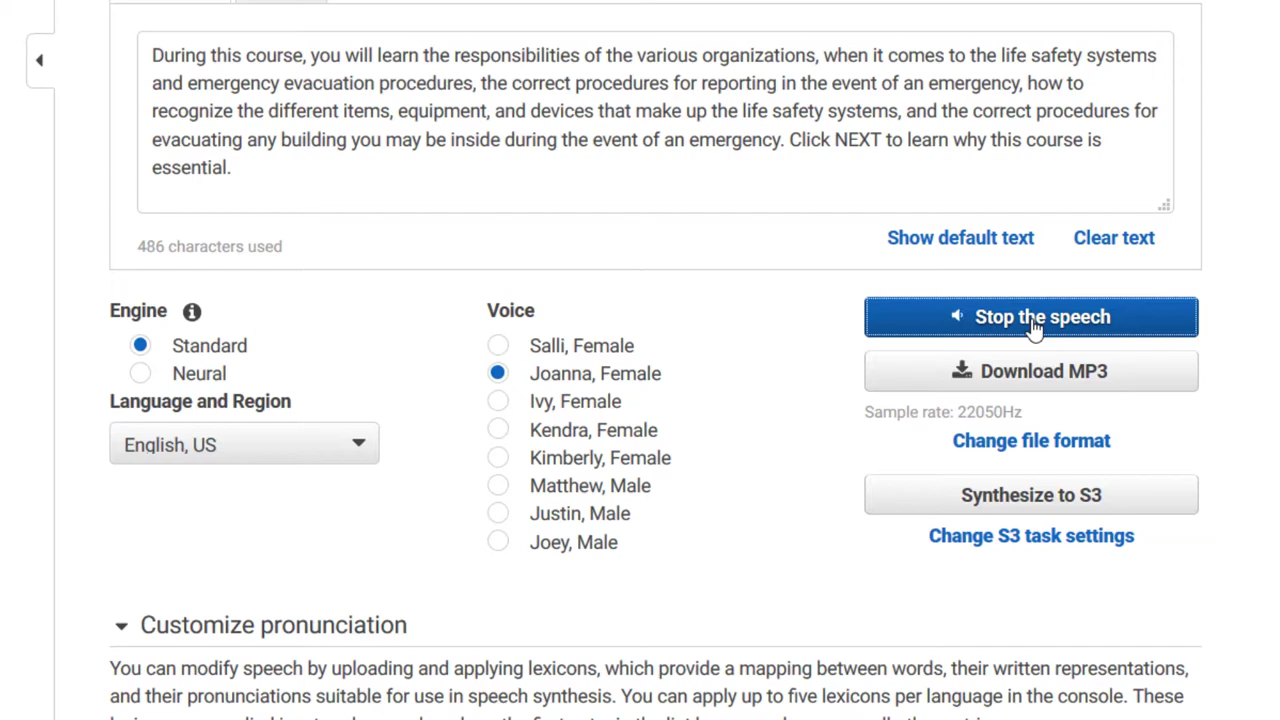 During this course, you will learn the responsibilities of the various organizations, when it comes to the life safety systems
and emergency evacuation procedures, the correct procedures for reporting in the event of an emergency, how to
recognize the different items, equipment, and devices that make up the life safety systems, and the correct procedures for
evacuating any building you may be inside during the event of an emergency. Click NEXT to learn why this course is
essential.
486 characters used
Show default text
Clear text
Engine
Standard
Neural
Language and Region
English, US
Voice
Salli, Female
Joanna, Female
Ivy, Female
Kendra, Female
Kimberly, Female
Matthew, Male
Justin, Male
Joey, Male
Stop the speech
Download MP3
Sample rate: 22050Hz
Change file format
Synthesize to S3
Change S3 task settings
Customize pronunciation
You can modify speech by uploading and applying lexicons, which provide a mapping between words, their written representations,
and their pronunciations suitable for use in speech synthesis. You can apply up to five lexicons per language in the console. These